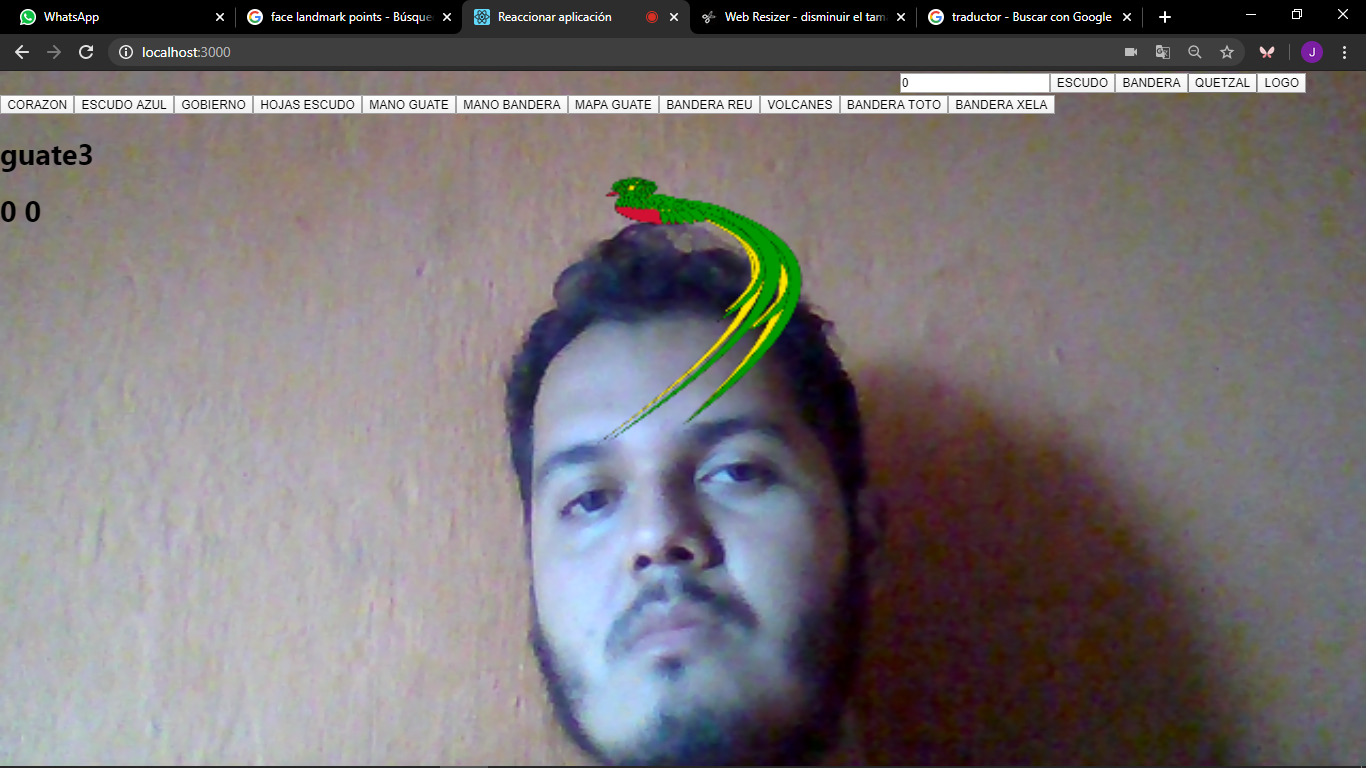 WhatsApp
face landmark points - Búsque
Reaccionar aplicación
Web Resizer - disminuir el tam
traductor - Buscar con Google
localhost:3000
J
0 ESCUDO BANDERA QUETZAL LOGO
CORAZON ESCUDO AZUL GOBIERNO HOJAS ESCUDO MANO GUATE MANO BANDERA MAPA GUATE BANDERA REU VOLCANES BANDERA TOTO BANDERA XELA
guate3
0 0